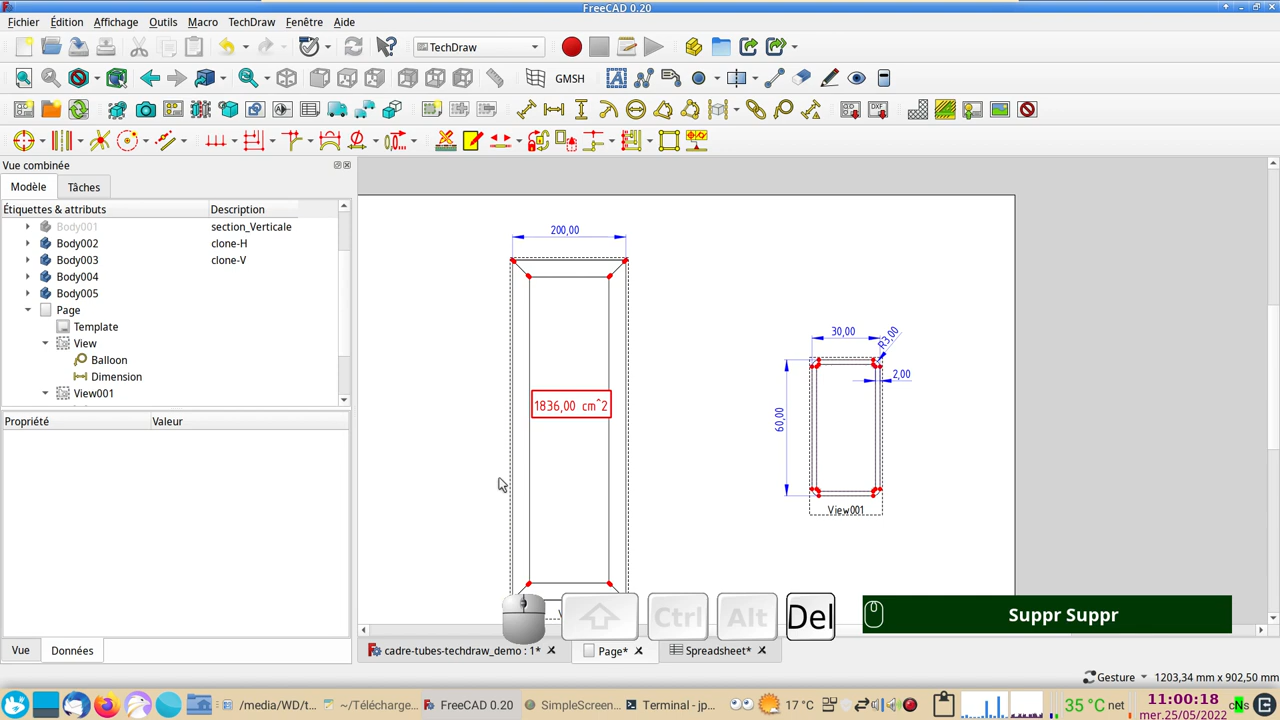 FreeCAD 0.20
Fichier Édition Affichage Outils Macro TechDraw Fenêtre Aide
TechDraw
GMSH
Vue combinée
Modèle Tâches
Étiquettes & attributs Description
Body001 section_Verticale
Body002 clone-H
Body003 clone-V
Body004
Body005
Page
Template
View
Balloon
Dimension
View001
Propriété Valeur
Vue Données
200,00
1836,00 cm^2
30,00
R3,00
2,00
60,00
View001
Ctrl Alt Del
Suppr Suppr
cadre-tubes-techdraw_demo : 1* Page* Spreadsheet*
Gesture 1203,34 mm x 902,50 mm
/media/WD/t... ~/Télécharge... FreeCAD 0.20 SimpleScreen... Terminal - jp... 17 °C 35 °C net 11:00:18
mer.25/05/2022